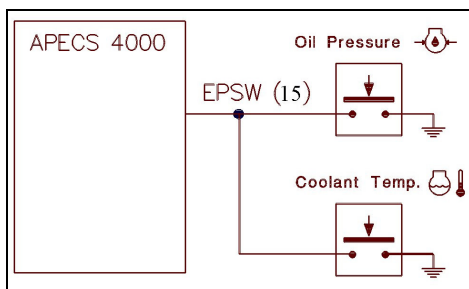 APECS 4000
Oil Pressure
EPSW (15)
Coolant Temp.